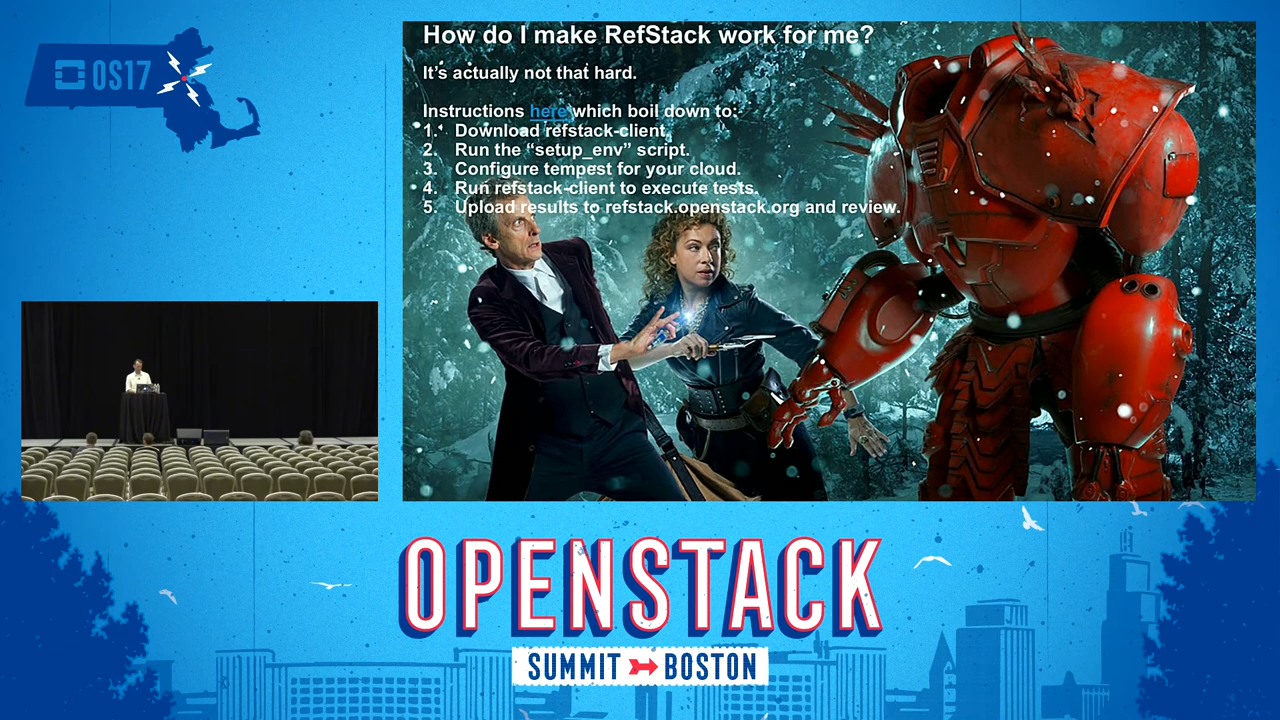 OS17
How do I make RefStack work for me?
It's actually not that hard.
Instructions here which boil down to:
1. Download refstack-client.
2. Run the “setup_env” script.
3. Configure tempest for your cloud.
4. Run refstack-client to execute tests.
5. Upload results to refstack.openstack.org and review.
OPENSTACK
SUMMIT BOSTON